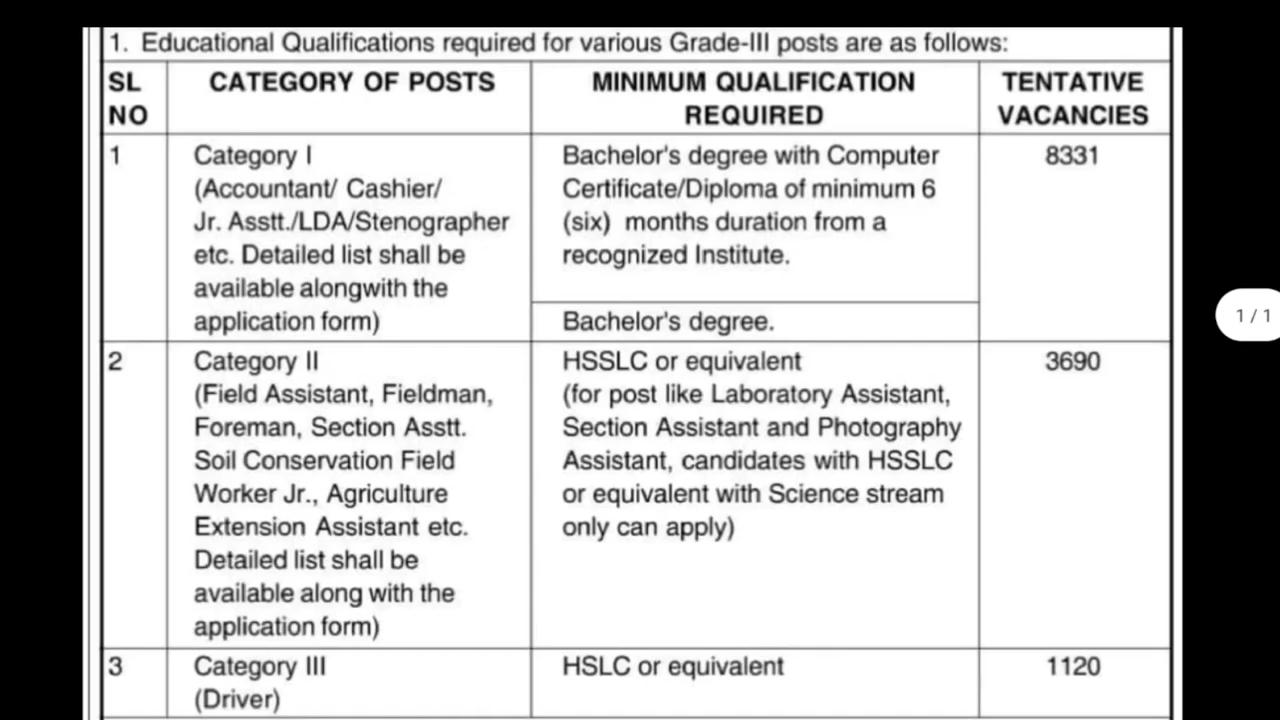 1. Educational Qualifications required for various Grade-III posts are as follows:
SL NO
CATEGORY OF POSTS
MINIMUM QUALIFICATION REQUIRED
TENTATIVE VACANCIES
1
Category I
(Accountant/ Cashier/
Jr. Asstt./LDA/Stenographer
etc. Detailed list shall be
available alongwith the
application form)
Bachelor's degree with Computer
Certificate/Diploma of minimum 6
(six) months duration from a
recognized Institute.
Bachelor's degree.
8331
2
Category II
(Field Assistant, Fieldman,
Foreman, Section Asstt.
Soil Conservation Field
Worker Jr., Agriculture
Extension Assistant etc.
Detailed list shall be
available along with the
application form)
HSSLC or equivalent
(for post like Laboratory Assistant,
Section Assistant and Photography
Assistant, candidates with HSSLC
or equivalent with Science stream
only can apply)
3690
3
Category III
(Driver)
HSLC or equivalent
1120
1 / 1